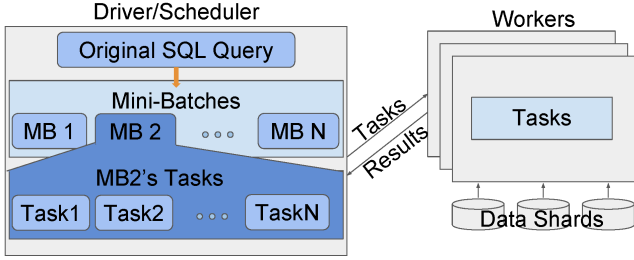 Driver/Scheduler
Original SQL Query
Mini-Batches
MB 1
MB 2
MB N
MB2's Tasks
Task1
Task2
TaskN
Tasks
Results
Workers
Tasks
Data Shards